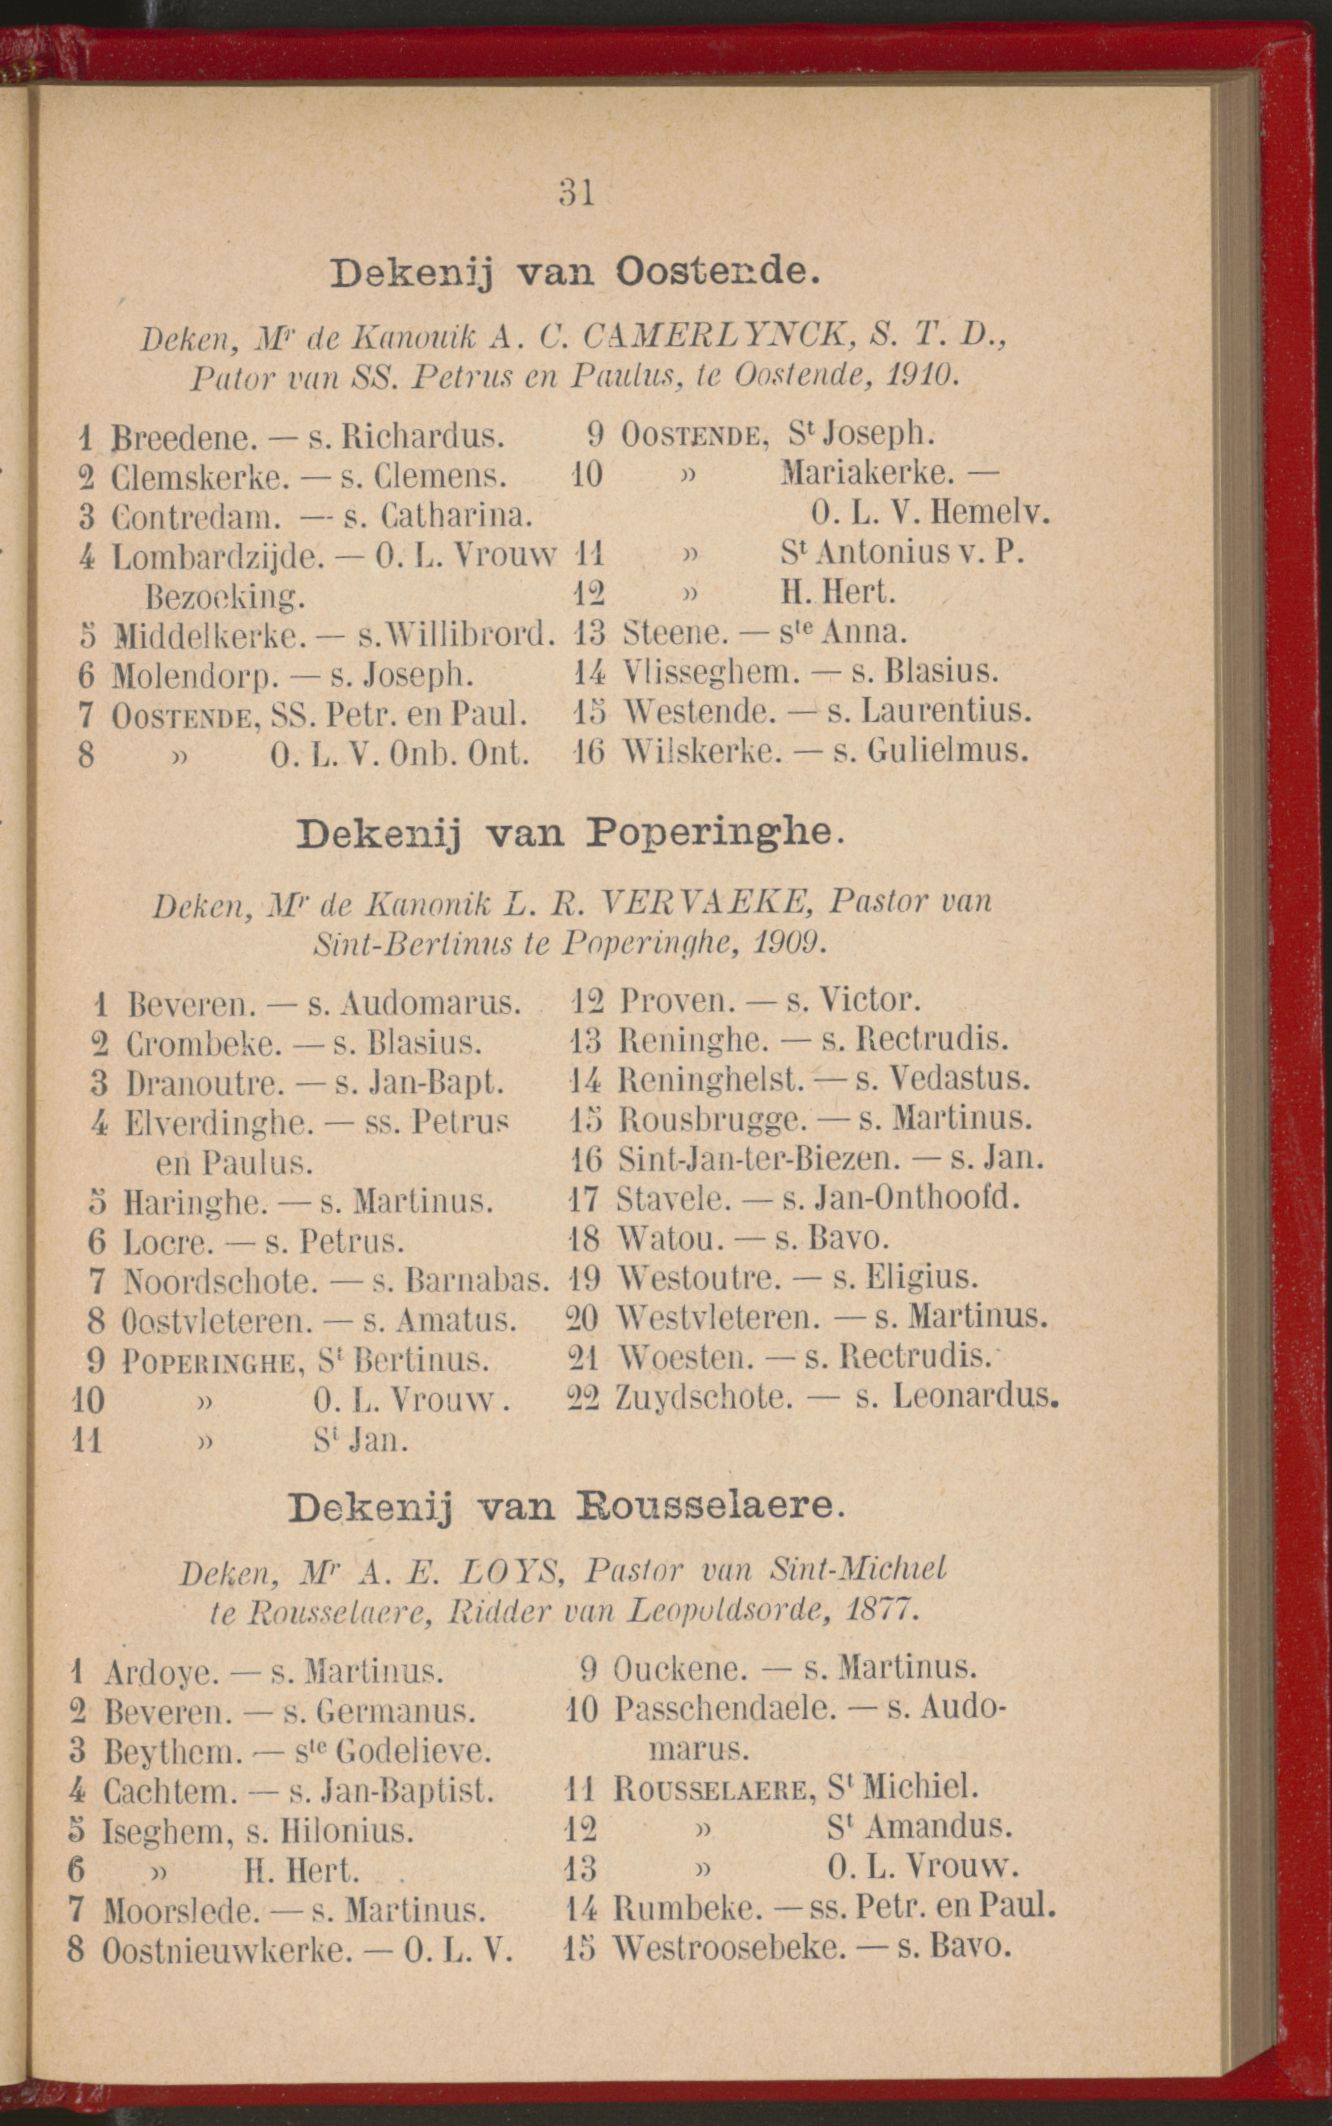 31
Dekenij van Oostende.
Deken, Mr de Kanouik A. C. CAMERLYNCK, S. T. D.,
Pator van SS. Petrus en Paulus, te Oostende, 1910.
1 Breedene. — s. Richardus.
2 Clemskerke. — s. Clemens.
3 Contredam. — s. Catharina.
4 Lombardzijde. — O. L. Vrouw
Bezoeking.
5 Middelkerke. — s. Willibrord.
6 Molendorp. — s. Joseph.
7 OOSTENDE, SS. Petr. en Paul.
8 » O. L. V. Onb. Ont.
9 OOSTENDE, St Joseph.
10 » Mariakerke. —
O. L. V. Hemelv.
11 » St Antonius v. P.
12 » H. Hert.
13 Steene. — ste Anna.
14 Vlisseghem. — s. Blasius.
15 Westende. — s. Laurentius.
16 Wilskerke. — s. Gulielmus.
Dekenij van Poperinghe.
Deken, Mr de Kanonik L. R. VERVAEKE, Pastor van
Sint-Bertinus te Poperinghe, 1909.
1 Beveren. — s. Audomarus.
2 Crombeke. — s. Blasius.
3 Dranoutre. — s. Jan-Bapt.
4 Elverdinghe. — ss. Petrus
en Paulus.
5 Haringhe. — s. Martinus.
6 Locre. — s. Petrus.
7 Noordschote. — s. Barnabas.
8 Oostvleteren. — s. Amatus.
9 POPERINGHE, St Bertinus.
10 » O. L. Vrouw.
11 » St Jan.
12 Proven. — s. Victor.
13 Reninghe. — s. Rectrudis.
14 Reninghelst. — s. Vedastus.
15 Rousbrugge. — s. Martinus.
16 Sint-Jan-ter-Biezen. — s. Jan.
17 Stavele. — s. Jan-Onthoofd.
18 Watou. — s. Bavo.
19 Westoutre. — s. Eligius.
20 Westvleteren. — s. Martinus.
21 Woesten. — s. Rectrudis.
22 Zuydschote. — s. Leonardus.
Dekenij van Rousselaere.
Deken, Mr A. E. LOYS, Pastor van Sint-Michiel
te Rousselaere, Ridder van Leopoldsorde, 1877.
1 Ardoye. — s. Martinus.
2 Beveren. — s. Germanus.
3 Beythem. — ste Godelieve.
4 Cachtem. — s. Jan-Baptist.
5 Iseghem, s. Hilonius.
6 » H. Hert.
7 Moorslede. — s. Martinus.
8 Oostnieuwkerke. — O. L. V.
9 Ouckene. — s. Martinus.
10 Passchendaele. — s. Audo-
marus.
11 ROUSSELAERE, St Michiel.
12 » St Amandus.
13 » O. L. Vrouw.
14 Rumbeke. — ss. Petr. en Paul.
15 Westroosebeke. — s. Bavo.